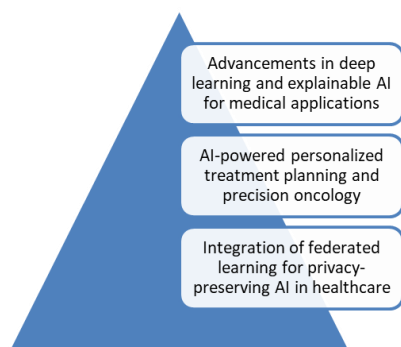 Advancements in deep
learning and explainable AI
for medical applications
AI-powered personalized
treatment planning and
precision oncology
Integration of federated
learning for privacy-
preserving AI in healthcare